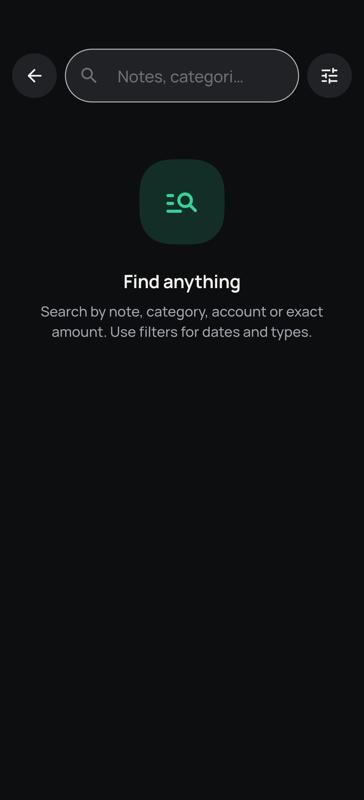 Notes, categori...
Find anything
Search by note, category, account or exact
amount. Use filters for dates and types.